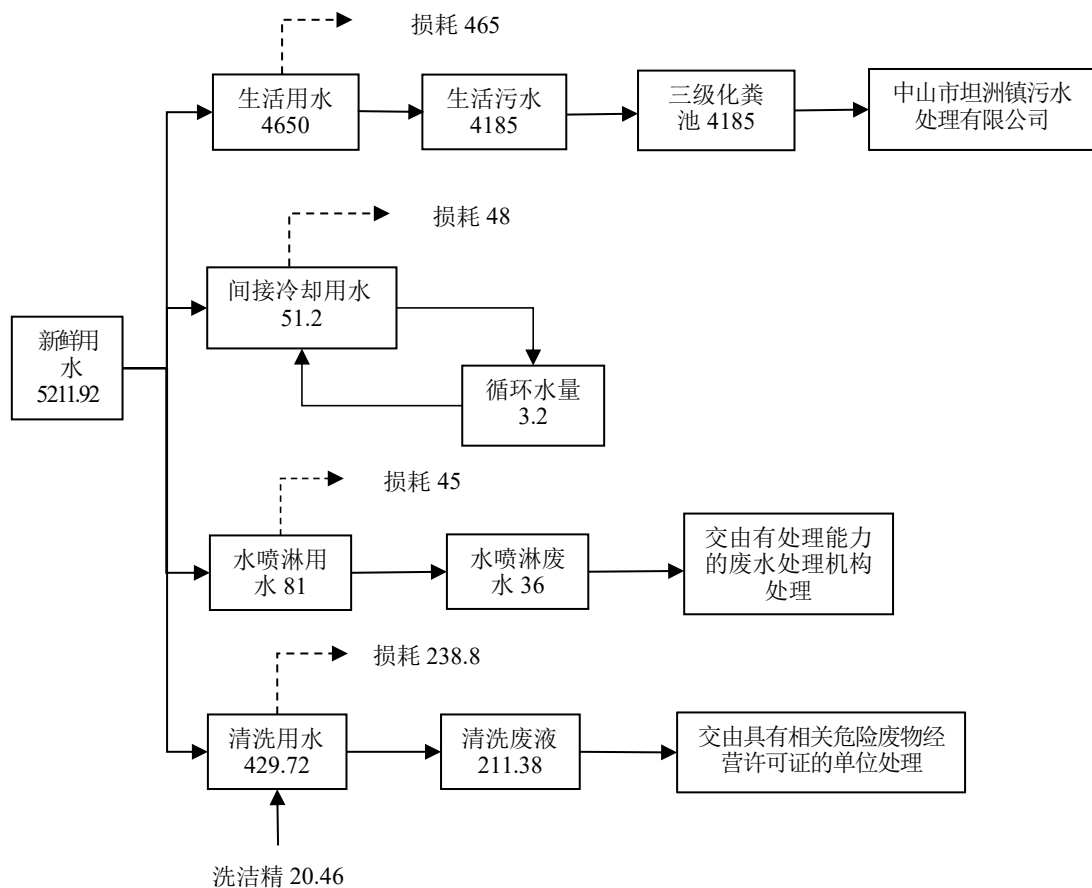 损耗 465
生活用水
4650
生活污水
4185
三级化粪
池 4185
中山市坦洲镇污水
处理有限公司
损耗 48
间接冷却用水
51.2
新鲜用
水
5211.92
循环水量
3.2
损耗 45
水喷淋用
水 81
水喷淋废
水 36
交由有处理能力
的废水处理机构
处理
损耗 238.8
清洗用水
429.72
清洗废液
211.38
交由具有相关危险废物经
营许可证的单位处理
洗洁精 20.46